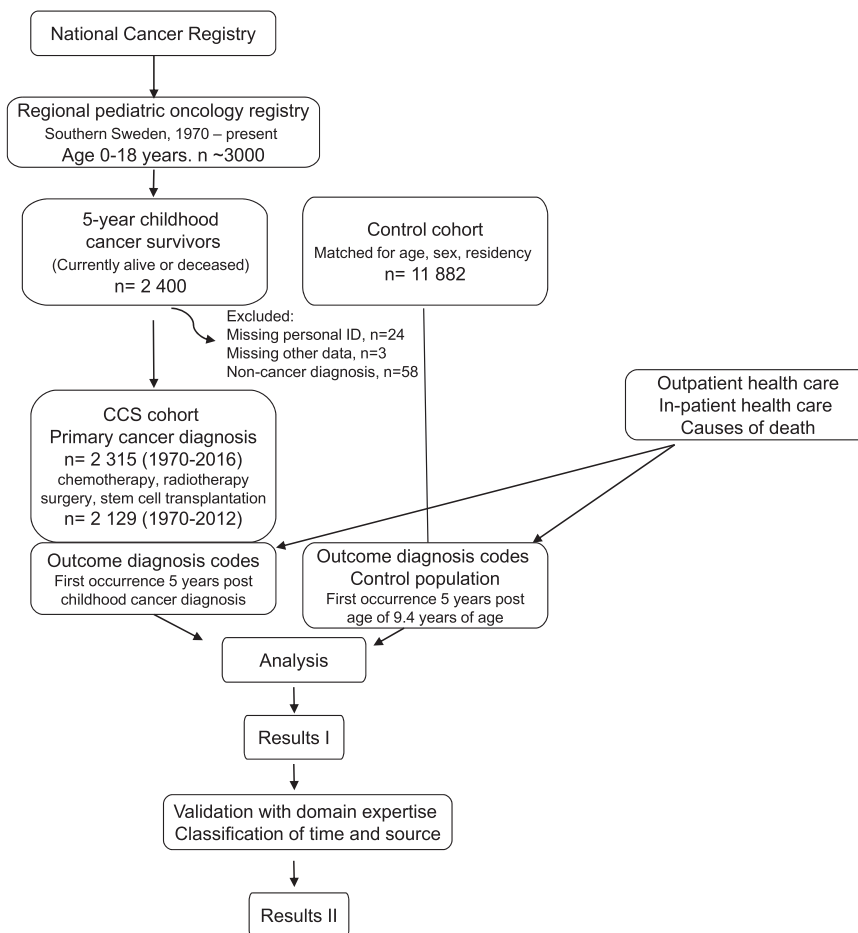 National Cancer Registry
Regional pediatric oncology registry
Southern Sweden, 1970 – present
Age 0-18 years. n ~3000
5-year childhood
cancer survivors
(Currently alive or deceased)
n= 2 400
Control cohort
Matched for age, sex, residency
n= 11 882
Excluded:
Missing personal ID, n=24
Missing other data, n=3
Non-cancer diagnosis, n=58
Outpatient health care
In-patient health care
Causes of death
CCS cohort
Primary cancer diagnosis
n= 2 315 (1970-2016)
chemotherapy, radiotherapy
surgery, stem cell transplantation
n= 2 129 (1970-2012)
Outcome diagnosis codes
First occurrence 5 years post
childhood cancer diagnosis
Outcome diagnosis codes
Control population
First occurrence 5 years post
age of 9.4 years of age
Analysis
Results I
Validation with domain expertise
Classification of time and source
Results II